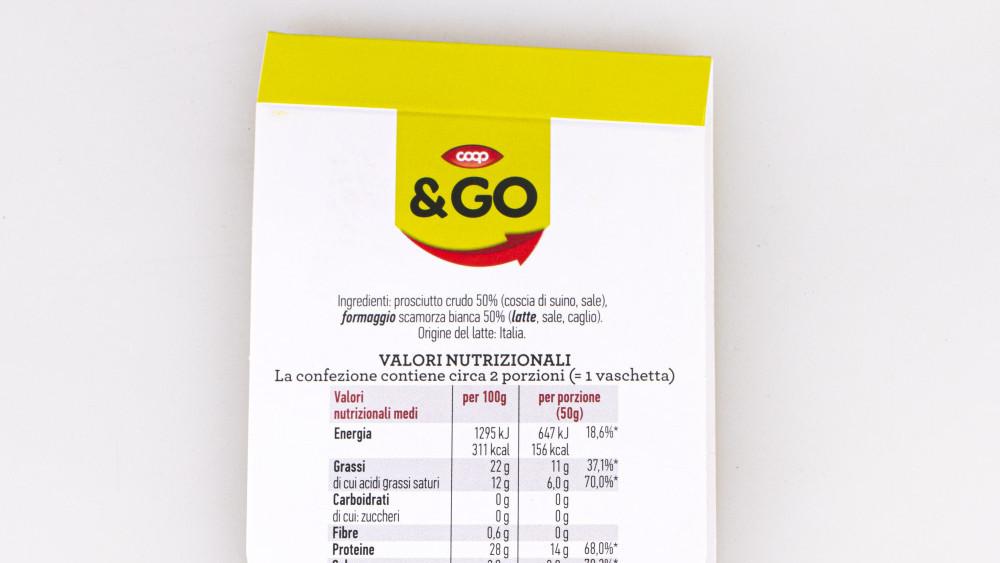 coop
&GO
Ingredienti: prosciutto crudo 50% (coscia di suino, sale),
formaggio scamorza bianca 50% (latte, sale, caglio).
Origine del latte: Italia.
VALORI NUTRIZIONALI
La confezione contiene circa 2 porzioni (= 1 vaschetta)
Valori nutrizionali medi per 100g per porzione (50g)
Energia 1295 kJ 647 kJ 18,6%*
311 kcal 156 kcal
Grassi 22 g 11 g 37,1%*
di cui acidi grassi saturi 12 g 6,0 g 70,0%*
Carboidrati 0 g 0 g
di cui: zuccheri 0 g 0 g
Fibre 0,6 g 0 g
Proteine 28 g 14 g 68,0%*